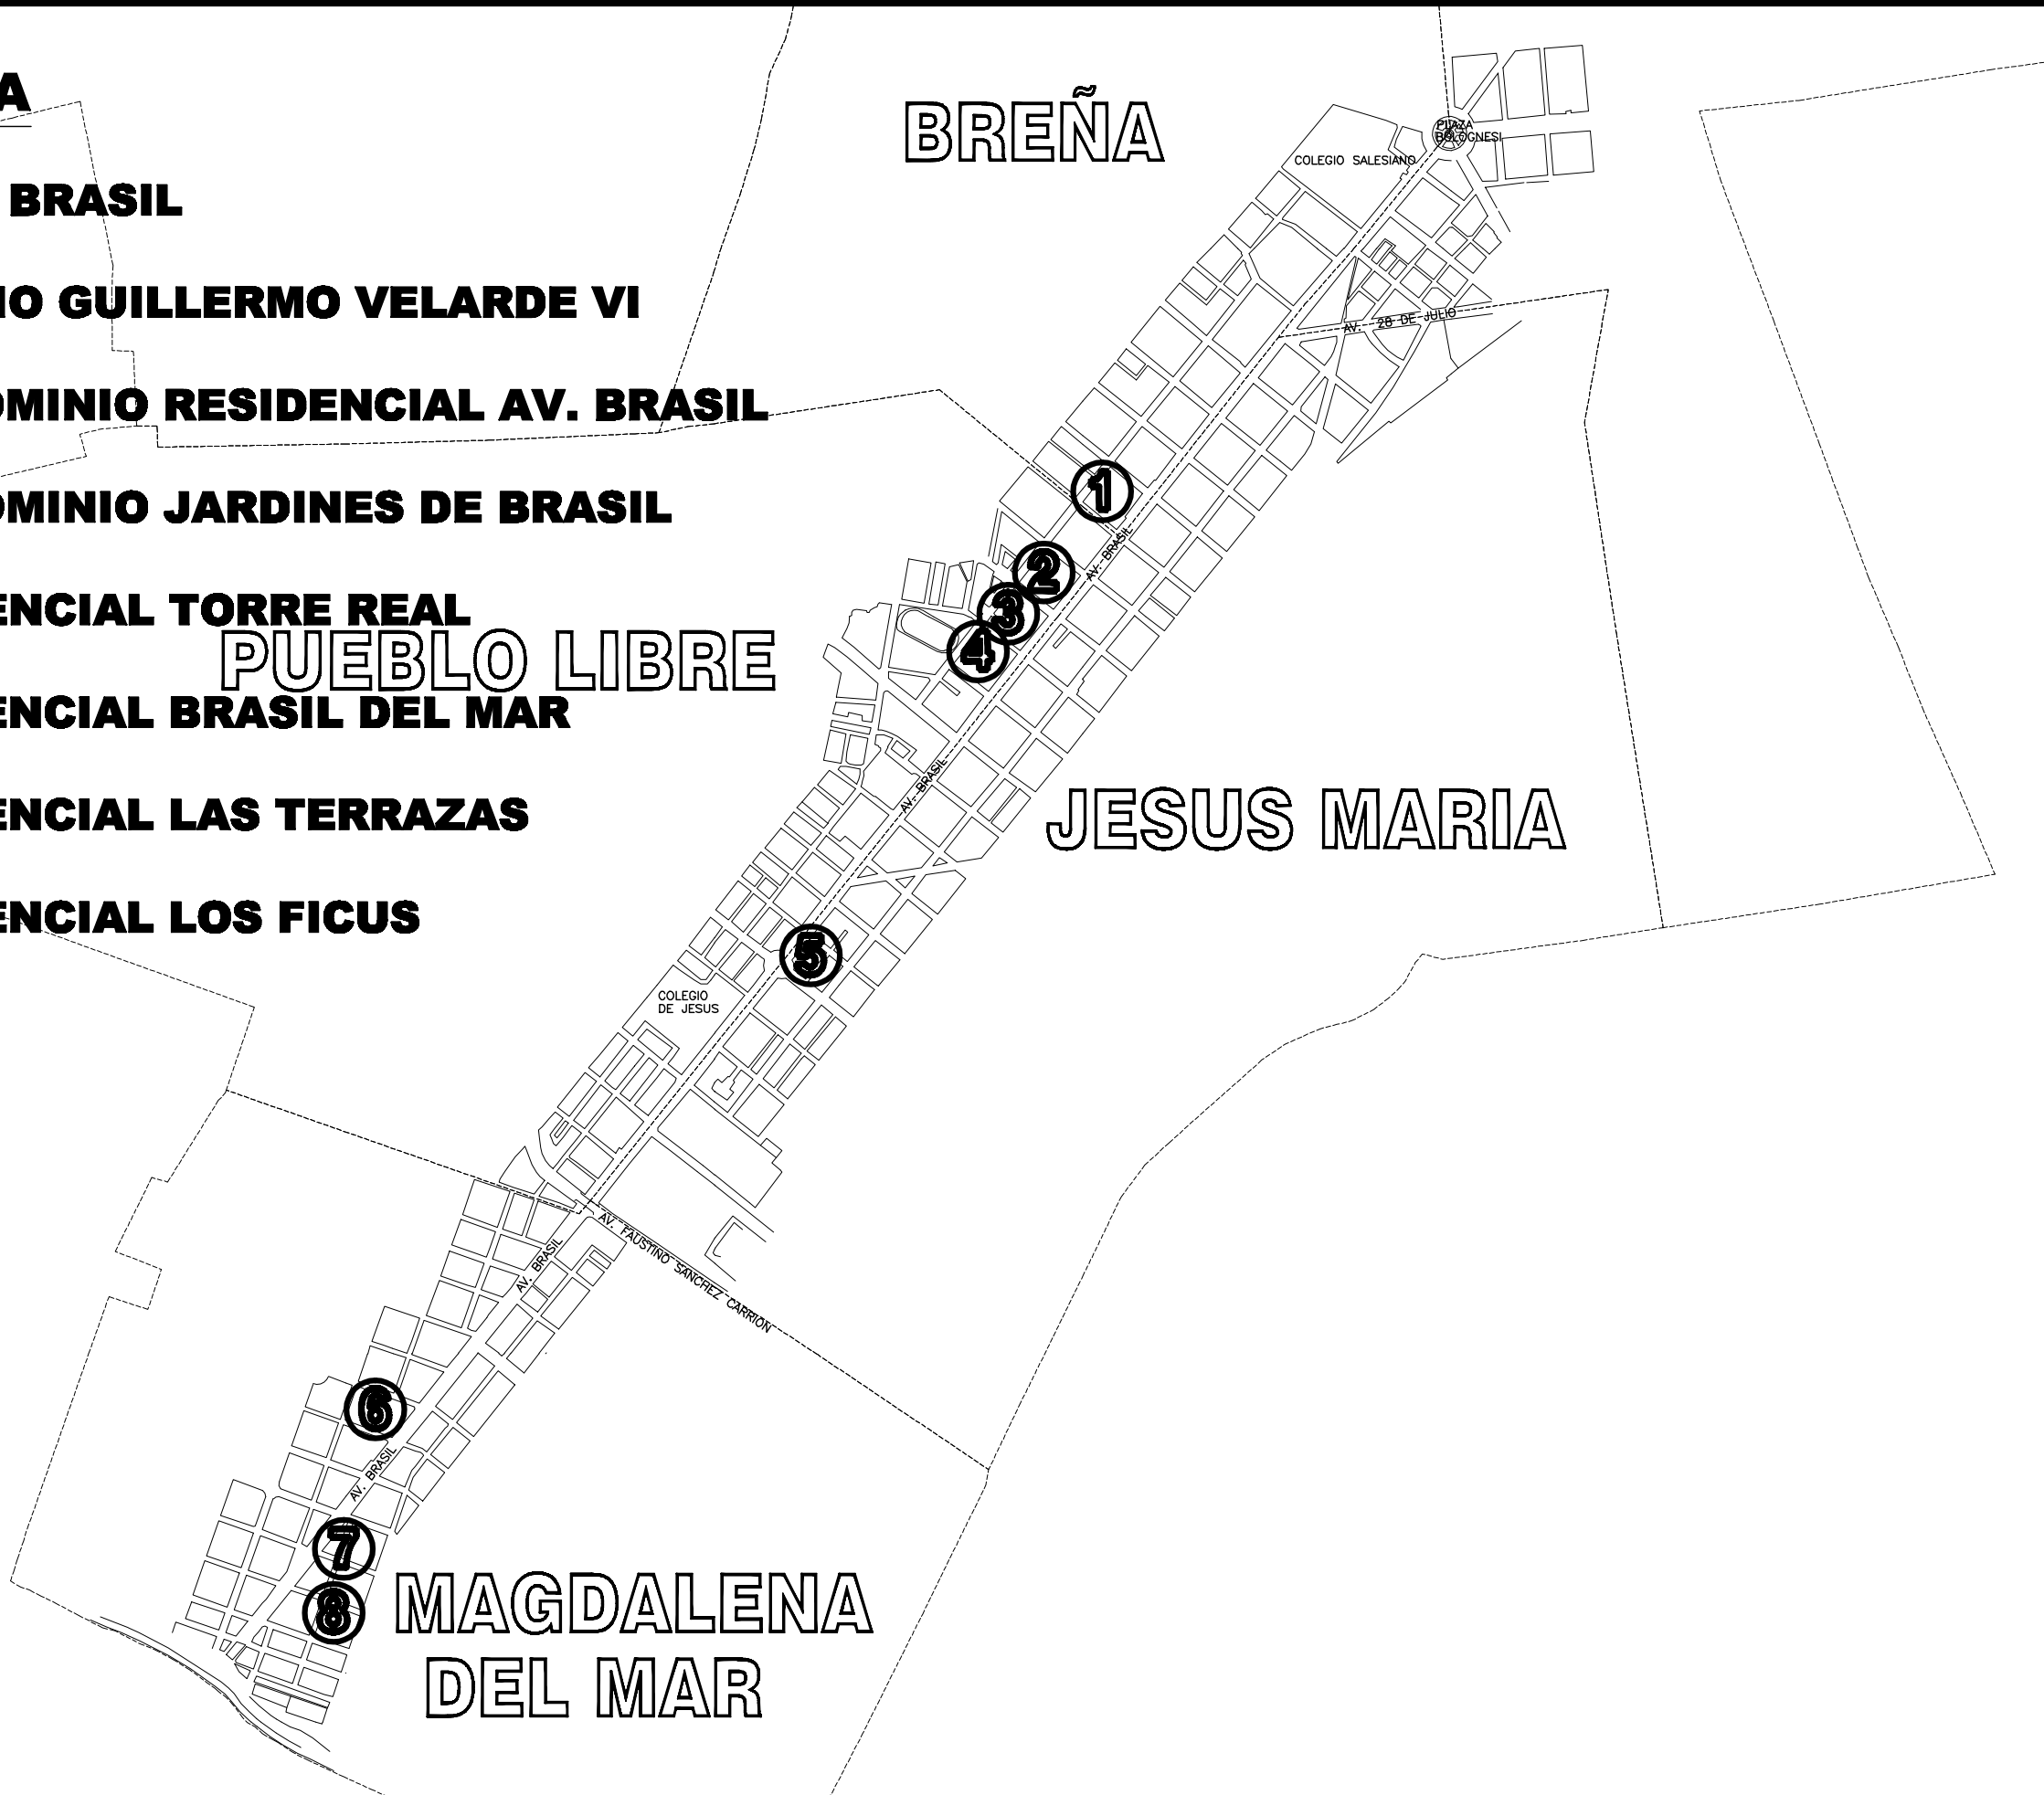 A
BRASIL
IO GUILLERMO VELARDE VI
OMINIO RESIDENCIAL AV. BRASIL
OMINIO JARDINES DE BRASIL
ENCIAL TORRE REAL
ENCIAL BRASIL DEL MAR
ENCIAL LAS TERRAZAS
ENCIAL LOS FICUS
BREÑA
PLAZA
BOLOGNESI
COLEGIO SALESIANO
AV. 28 DE JULIO
1
AV. BRASIL
2
3
4
PUEBLO LIBRE
AV. BRASIL
JESUS MARIA
5
COLEGIO
DE JESUS
AV. FAUSTINO SANCHEZ CARRION
AV. BRASIL
6
AV. BRASIL
7
8
MAGDALENA
DEL MAR